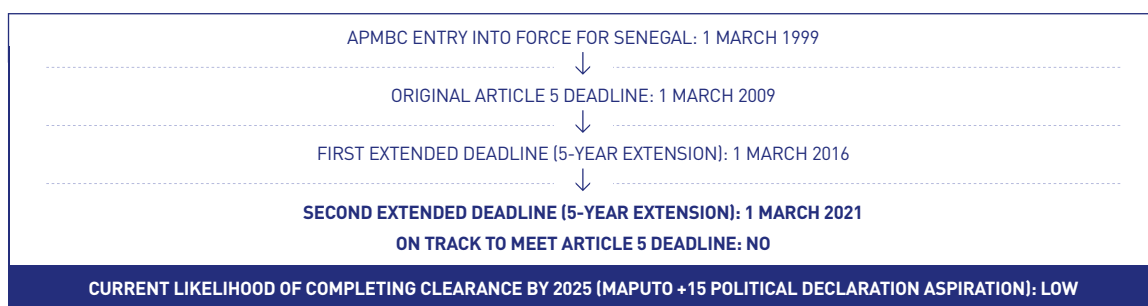 APMBC ENTRY INTO FORCE FOR SENEGAL: 1 MARCH 1999
ORIGINAL ARTICLE 5 DEADLINE: 1 MARCH 2009
FIRST EXTENDED DEADLINE (5-YEAR EXTENSION): 1 MARCH 2016
SECOND EXTENDED DEADLINE (5-YEAR EXTENSION): 1 MARCH 2021
ON TRACK TO MEET ARTICLE 5 DEADLINE: NO
CURRENT LIKELIHOOD OF COMPLETING CLEARANCE BY 2025 (MAPUTO +15 POLITICAL DECLARATION ASPIRATION): LOW